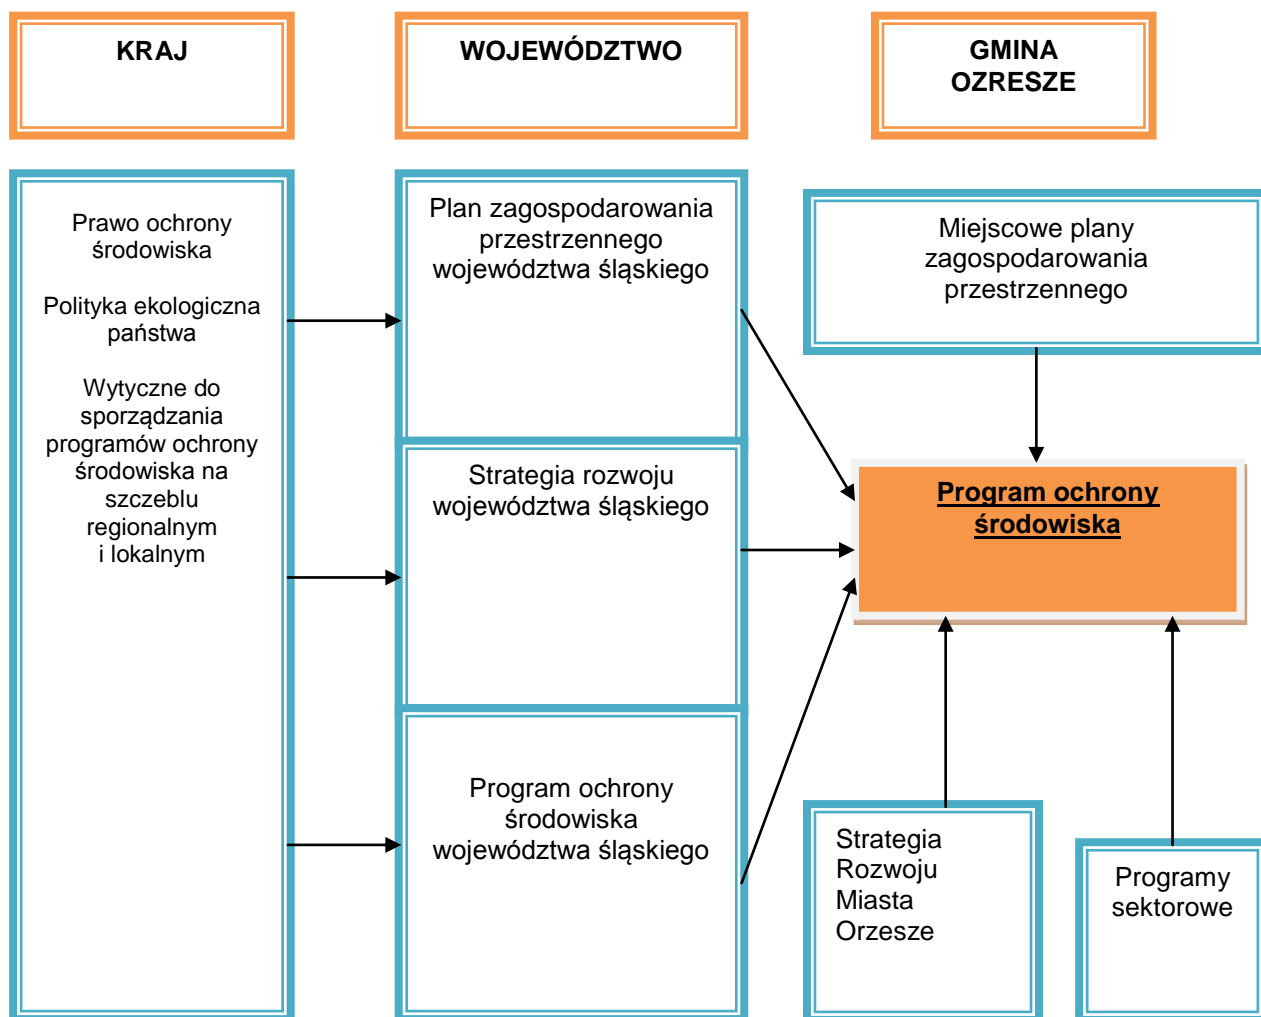 KRAJ
WOJEWÓDZTWO
GMINA
OZRESZE
Prawo ochrony
środowiska
Polityka ekologiczna
państwa
Wytyczne do
sporządzania
programów ochrony
środowiska na
szczeblu
regionalnym
i lokalnym
Plan zagospodarowania
przestrzennego
województwa śląskiego
Strategia rozwoju
województwa śląskiego
Program ochrony
środowiska
województwa śląskiego
Miejscowe plany
zagospodarowania
przestrzennego
Program ochrony
środowiska
Strategia
Rozwoju
Miasta
Orzesze
Programy
sektorowe